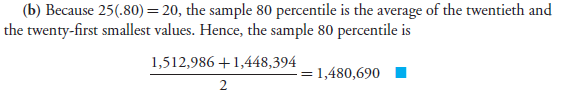 (b) Because 25(.80) = 20, the sample 80 percentile is the average of the twentieth and
the twenty-first smallest values. Hence, the sample 80 percentile is
1,512,986 + 1,448,394
2
= 1,480,690